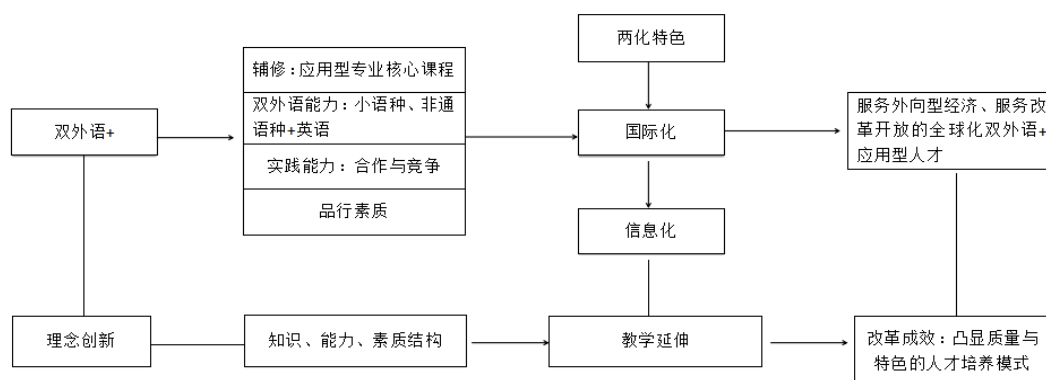 两化特色
辅修：应用型专业核心课程
双外语能力：小语种、非通
语种+英语
实践能力：合作与竞争
品行素质
双外语+
国际化
服务外向型经济、服务改
革开放的全球化双外语+
应用型人才
信息化
理念创新
知识、能力、素质结构
教学延伸
改革成效：凸显质量与
特色的人才培养模式